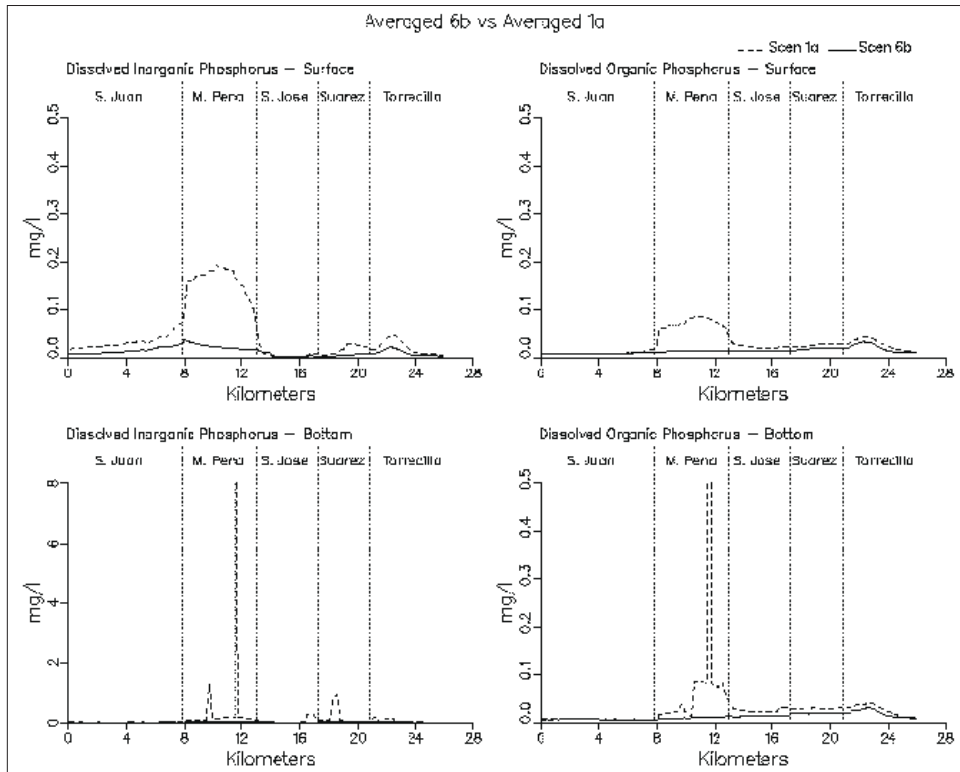 Averaged 6b vs Averaged 1a
Scen 1a
Scen 6b
Dissolved Inorganic Phosphorus – Surface
S. Juan
M. Pena
S. Jose
Suarez
Torrecilla
mg/l
0.5
0.4
0.3
0.2
0.1
0.0
0 4 8 12 16 20 24 28
Kilometers
Dissolved Organic Phosphorus – Surface
S. Juan
M. Pena
S. Jose
Suarez
Torrecilla
mg/l
0.5
0.4
0.3
0.2
0.1
0.0
0 4 8 12 16 20 24 28
Kilometers
Dissolved Inorganic Phosphorus – Bottom
S. Juan
M. Pena
S. Jose
Suarez
Torrecilla
mg/l
8
6
4
2
0
0 4 8 12 16 20 24 28
Kilometers
Dissolved Organic Phosphorus – Bottom
S. Juan
M. Pena
S. Jose
Suarez
Torrecilla
mg/l
0.5
0.4
0.3
0.2
0.1
0.0
0 4 8 12 16 20 24 28
Kilometers